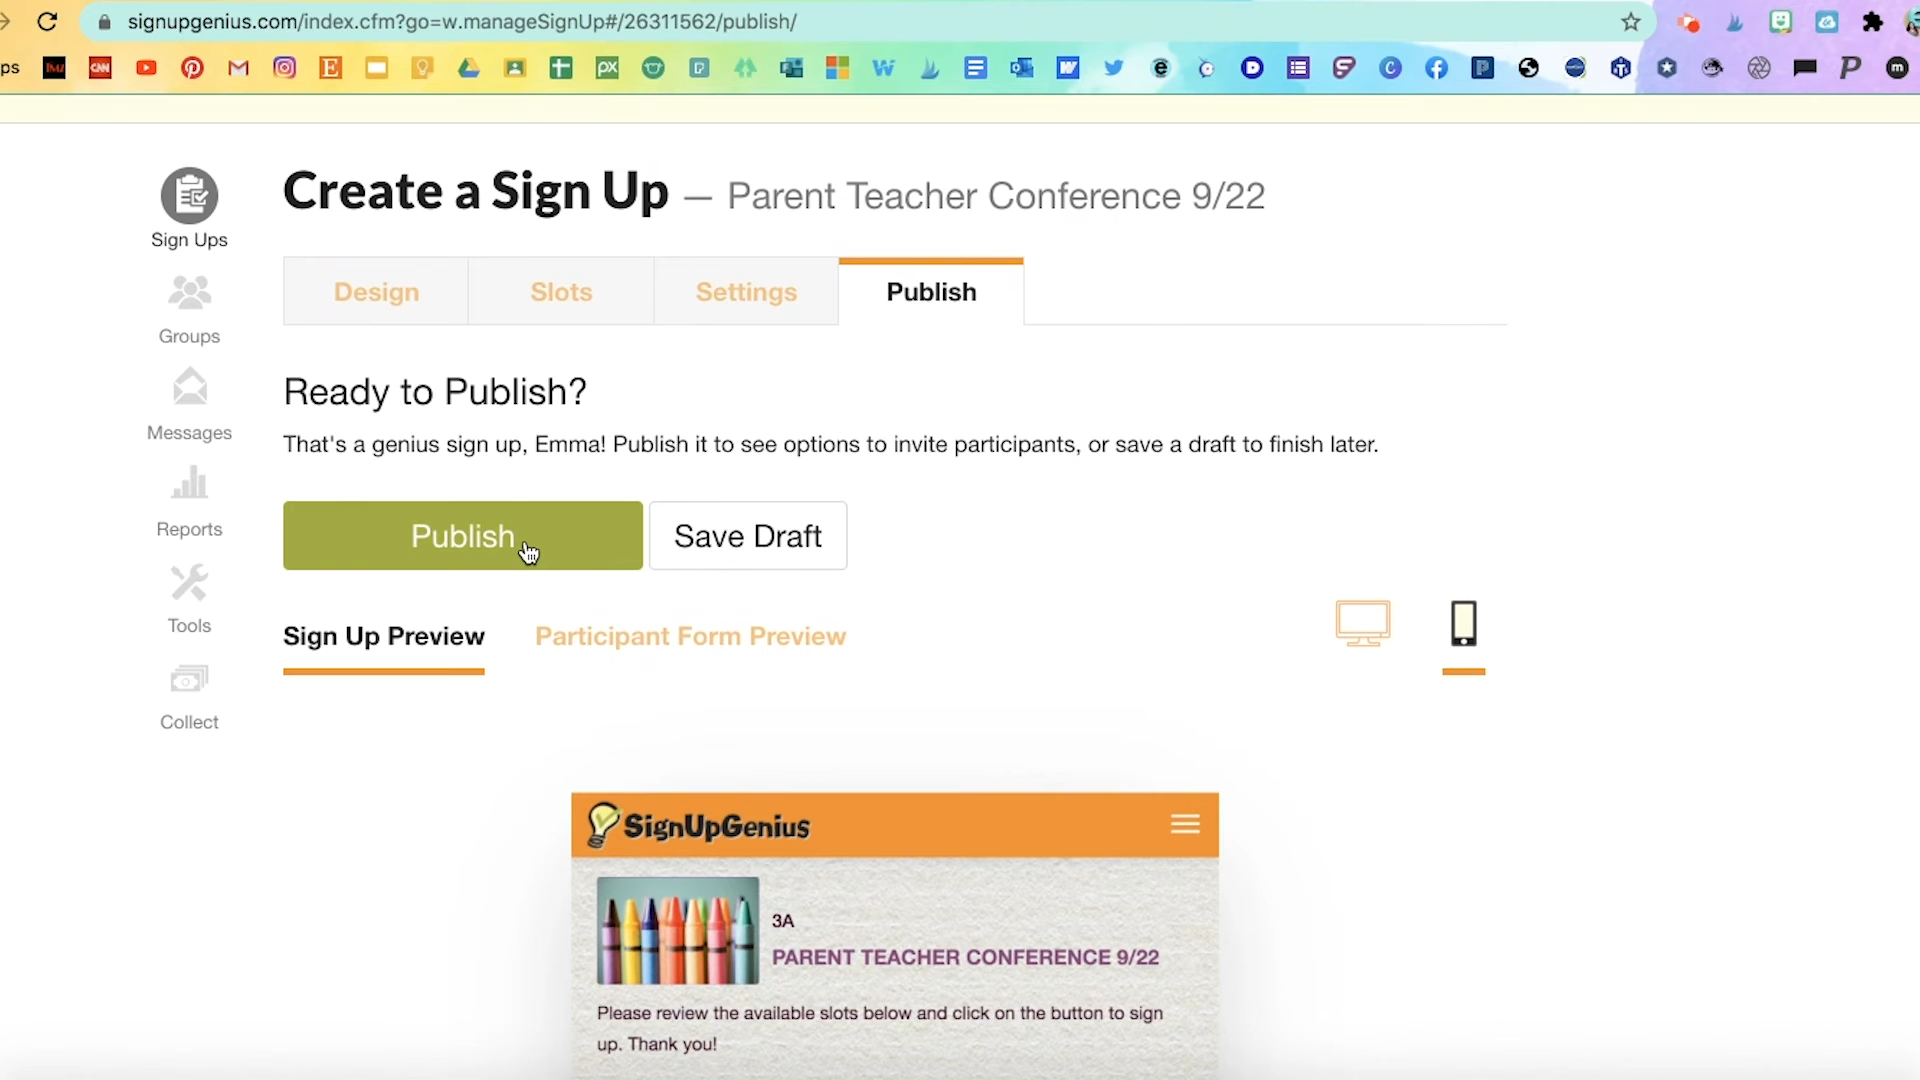 signupgenius.com/index.cfm?go=w.manageSignUp#/26311562/publish/
ps
CNN
Create a Sign Up — Parent Teacher Conference 9/22
Sign Ups
Groups
Messages
Reports
Tools
Collect
Design
Slots
Settings
Publish
Ready to Publish?
That's a genius sign up, Emma! Publish it to see options to invite participants, or save a draft to finish later.
Publish
Save Draft
Sign Up Preview
Participant Form Preview
SignUpGenius
3A
PARENT TEACHER CONFERENCE 9/22
Please review the available slots below and click on the button to sign
up. Thank you!